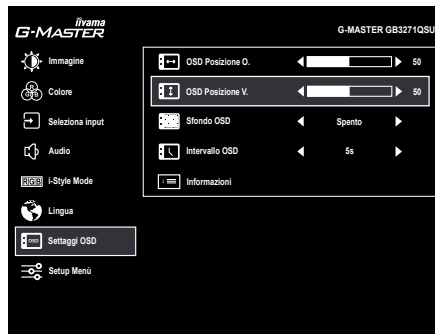 iiyama
G-MASTER
G-MASTER GB3271QSU
Immagine
Colore
Seleziona input
Audio
RGB i-Style Mode
Lingua
OSD Settaggi OSD
Setup Menù
OSD Posizione O. 50
OSD Posizione V. 50
Sfondo OSD Spento
Intervallo OSD 5s
Informazioni